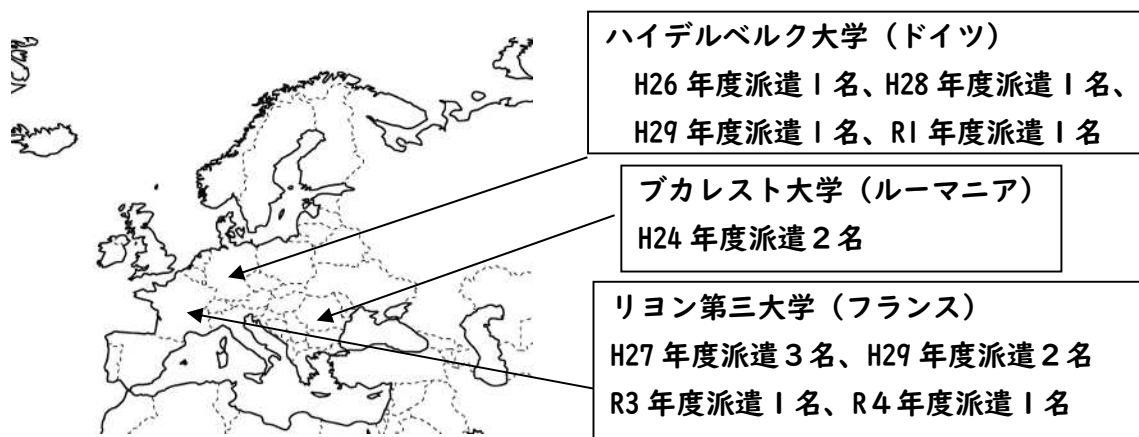 ハイデルベルク大学（ドイツ）
H26 年度派遣１名、H28 年度派遣１名、
H29 年度派遣１名、R1 年度派遣１名
ブカレスト大学（ルーマニア）
H24 年度派遣２名
リヨン第三大学（フランス）
H27 年度派遣３名、H29 年度派遣２名
R3 年度派遣１名、R４年度派遣１名